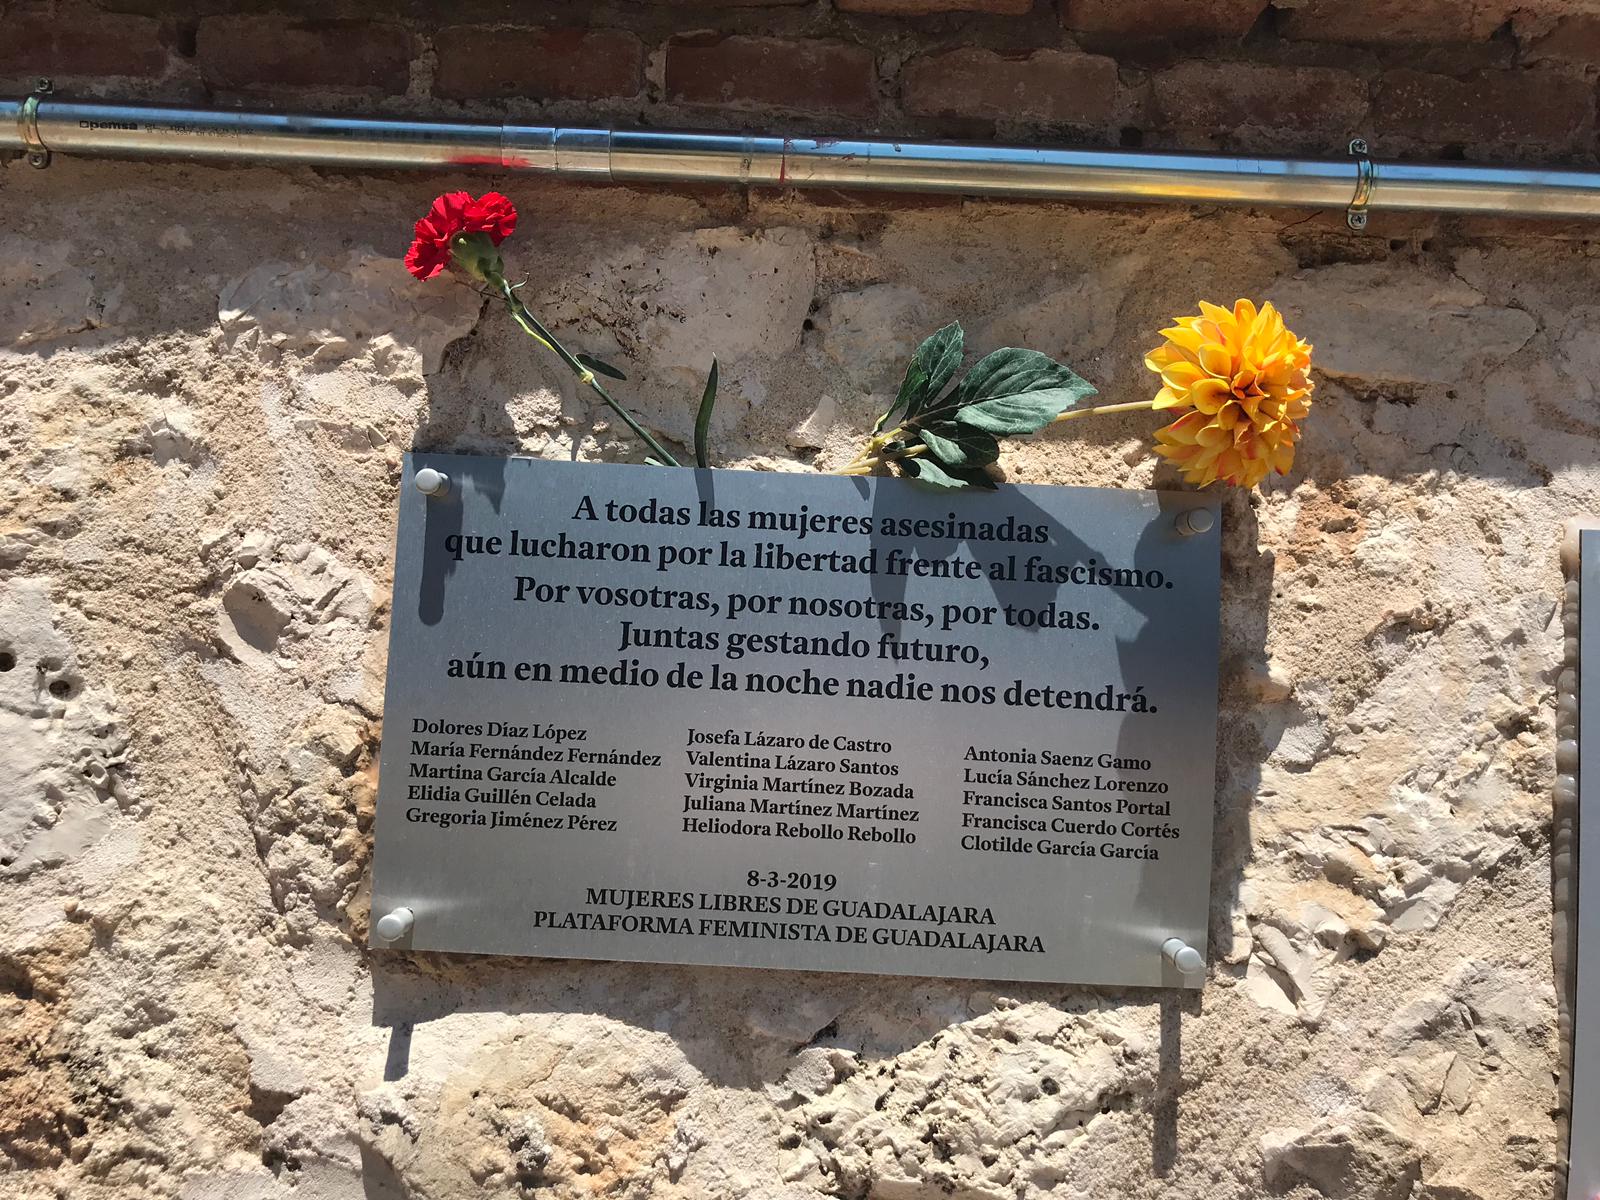 pemsa
A todas las mujeres asesinadas
que lucharon por la libertad frente al fascismo.
Por vosotras, por nosotras, por todas.
Juntas gestando futuro,
aún en medio de la noche nadie nos detendrá.
Dolores Díaz López
María Fernández Fernández
Martina García Alcalde
Elidia Guillén Celada
Gregoria Jiménez Pérez
Josefa Lázaro de Castro
Valentina Lázaro Santos
Virginia Martínez Bozada
Juliana Martínez Martínez
Heliodora Rebollo Rebollo
Antonia Saenz Gamo
Lucía Sánchez Lorenzo
Francisca Santos Portal
Francisca Cuerdo Cortés
Clotilde García García
8-3-2019
MUJERES LIBRES DE GUADALAJARA
PLATAFORMA FEMINISTA DE GUADALAJARA